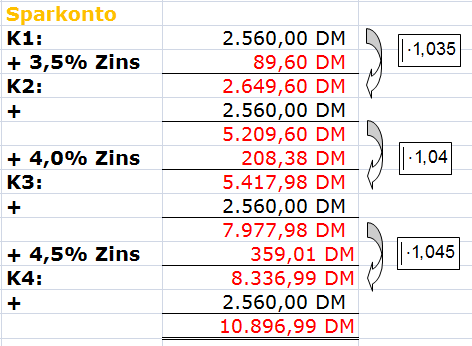 Sparkonto
K1: 2.560,00 DM
+ 3,5% Zins 89,60 DM |·1,035
K2: 2.649,60 DM
+ 2.560,00 DM
5.209,60 DM
+ 4,0% Zins 208,38 DM |·1,04
K3: 5.417,98 DM
+ 2.560,00 DM
7.977,98 DM
+ 4,5% Zins 359,01 DM |·1,045
K4: 8.336,99 DM
+ 2.560,00 DM
10.896,99 DM